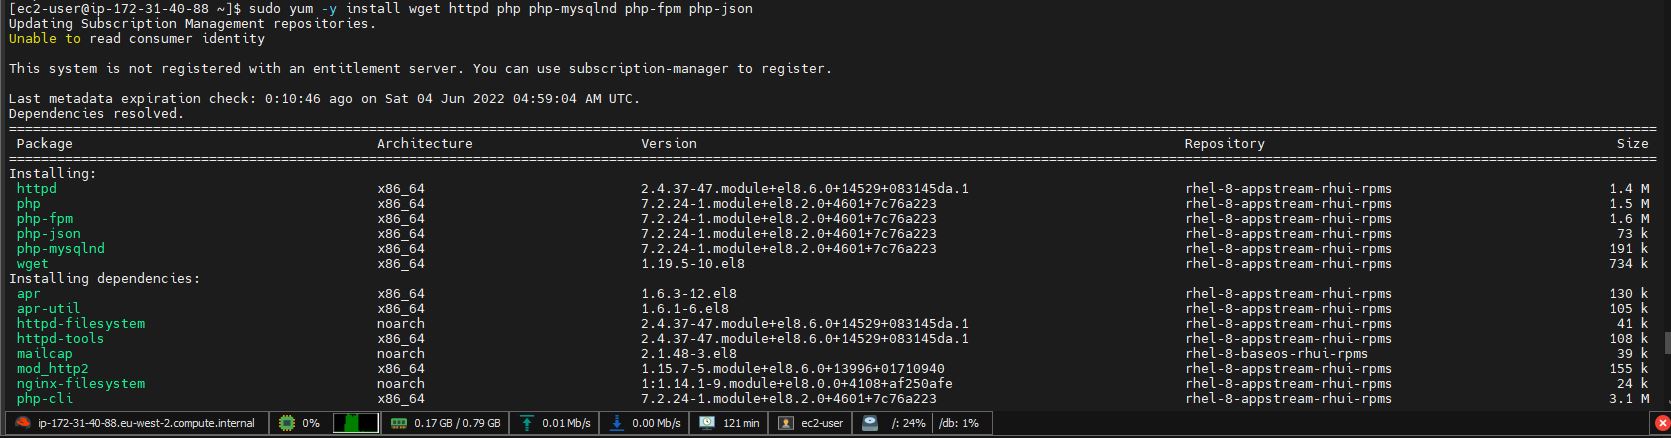 [ec2-user@ip-172-31-40-88 ~]$ sudo yum -y install wget httpd php php-mysqlnd php-fpm php-json
Updating Subscription Management repositories.
Unable to read consumer identity
This system is not registered with an entitlement server. You can use subscription-manager to register.
Last metadata expiration check: 0:10:46 ago on Sat 04 Jun 2022 04:59:04 AM UTC.
Dependencies resolved.
Package Architecture Version Repository Size
Installing:
httpd x86_64 2.4.37-47.module+el8.6.0+14529+083145da.1 rhel-8-appstream-rhui-rpms 1.4 M
php x86_64 7.2.24-1.module+el8.2.0+4601+7c76a223 rhel-8-appstream-rhui-rpms 1.5 M
php-fpm x86_64 7.2.24-1.module+el8.2.0+4601+7c76a223 rhel-8-appstream-rhui-rpms 1.6 M
php-json x86_64 7.2.24-1.module+el8.2.0+4601+7c76a223 rhel-8-appstream-rhui-rpms 73 k
php-mysqlnd x86_64 7.2.24-1.module+el8.2.0+4601+7c76a223 rhel-8-appstream-rhui-rpms 191 k
wget x86_64 1.19.5-10.el8 rhel-8-appstream-rhui-rpms 734 k
Installing dependencies:
apr x86_64 1.6.3-12.el8 rhel-8-appstream-rhui-rpms 130 k
apr-util x86_64 1.6.1-6.el8 rhel-8-appstream-rhui-rpms 105 k
httpd-filesystem noarch 2.4.37-47.module+el8.6.0+14529+083145da.1 rhel-8-appstream-rhui-rpms 41 k
httpd-tools x86_64 2.4.37-47.module+el8.6.0+14529+083145da.1 rhel-8-appstream-rhui-rpms 108 k
mailcap noarch 2.1.48-3.el8 rhel-8-baseos-rhui-rpms 39 k
mod_http2 x86_64 1.15.7-5.module+el8.6.0+13996+01710940 rhel-8-appstream-rhui-rpms 155 k
nginx-filesystem noarch 1:1.14.1-9.module+el8.0.0+4108+af250afe rhel-8-appstream-rhui-rpms 24 k
php-cli x86_64 7.2.24-1.module+el8.2.0+4601+7c76a223 rhel-8-appstream-rhui-rpms 3.1 M
ip-172-31-40-88.eu-west-2.compute.internal 0% 0.17 GB / 0.79 GB 0.01 Mb/s 0.00 Mb/s 121 min ec2-user /: 24% /db: 1%